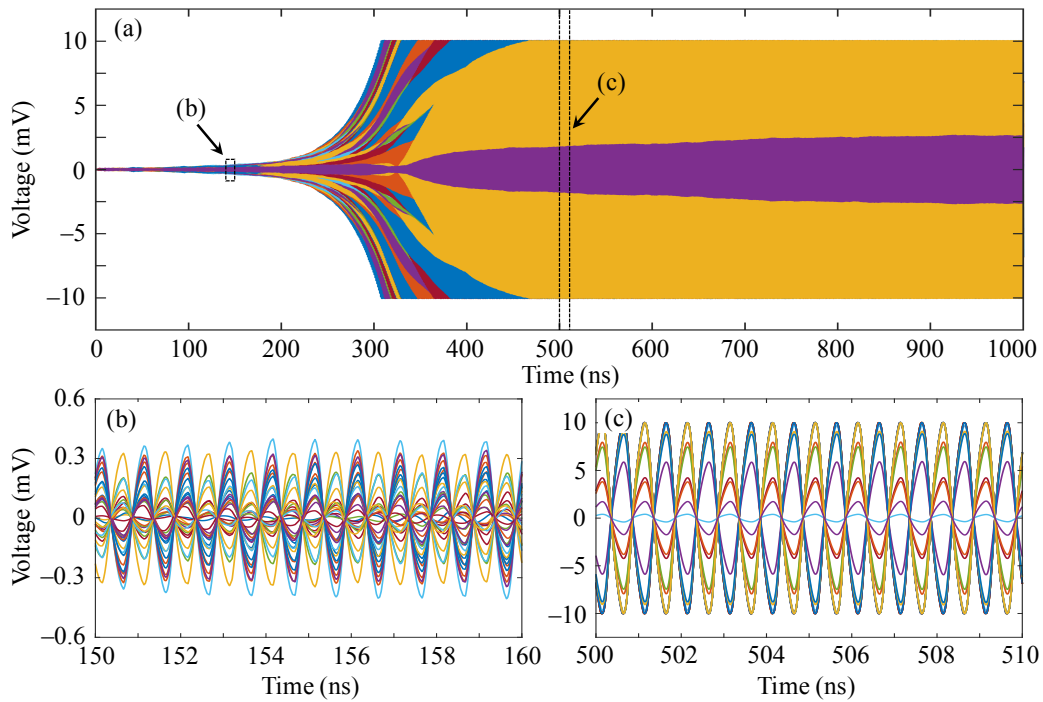 (a)
Voltage (mV)
10
5
0
−5
−10
(b)
(c)
0 100 200 300 400 500 600 700 800 900 1000
Time (ns)
(b)
Voltage (mV)
0.6
0.3
0
−0.3
−0.6
150 152 154 156 158 160
Time (ns)
(c)
10
5
0
−5
−10
500 502 504 506 508 510
Time (ns)